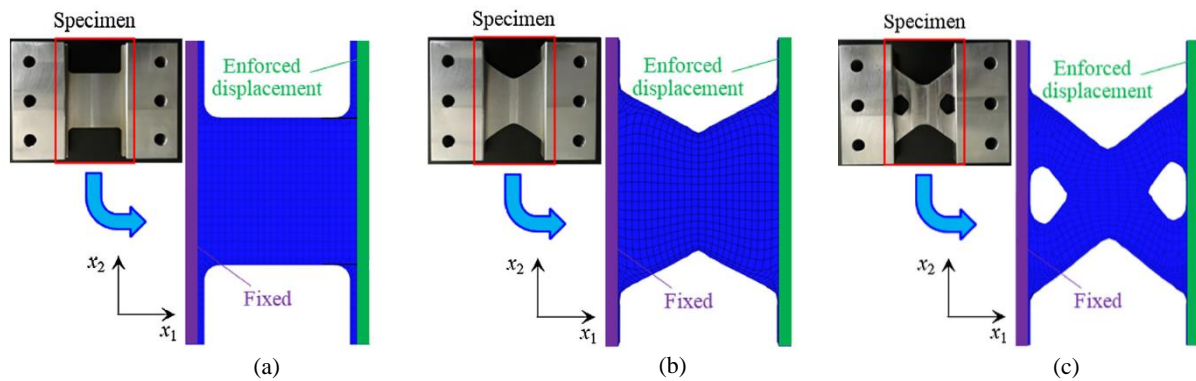 Specimen
Enforced
displacement
x2
x1
Fixed
(a)
Specimen
Enforced
displacement
x2
x1
Fixed
(b)
Specimen
Enforced
displacement
x2
x1
Fixed
(c)